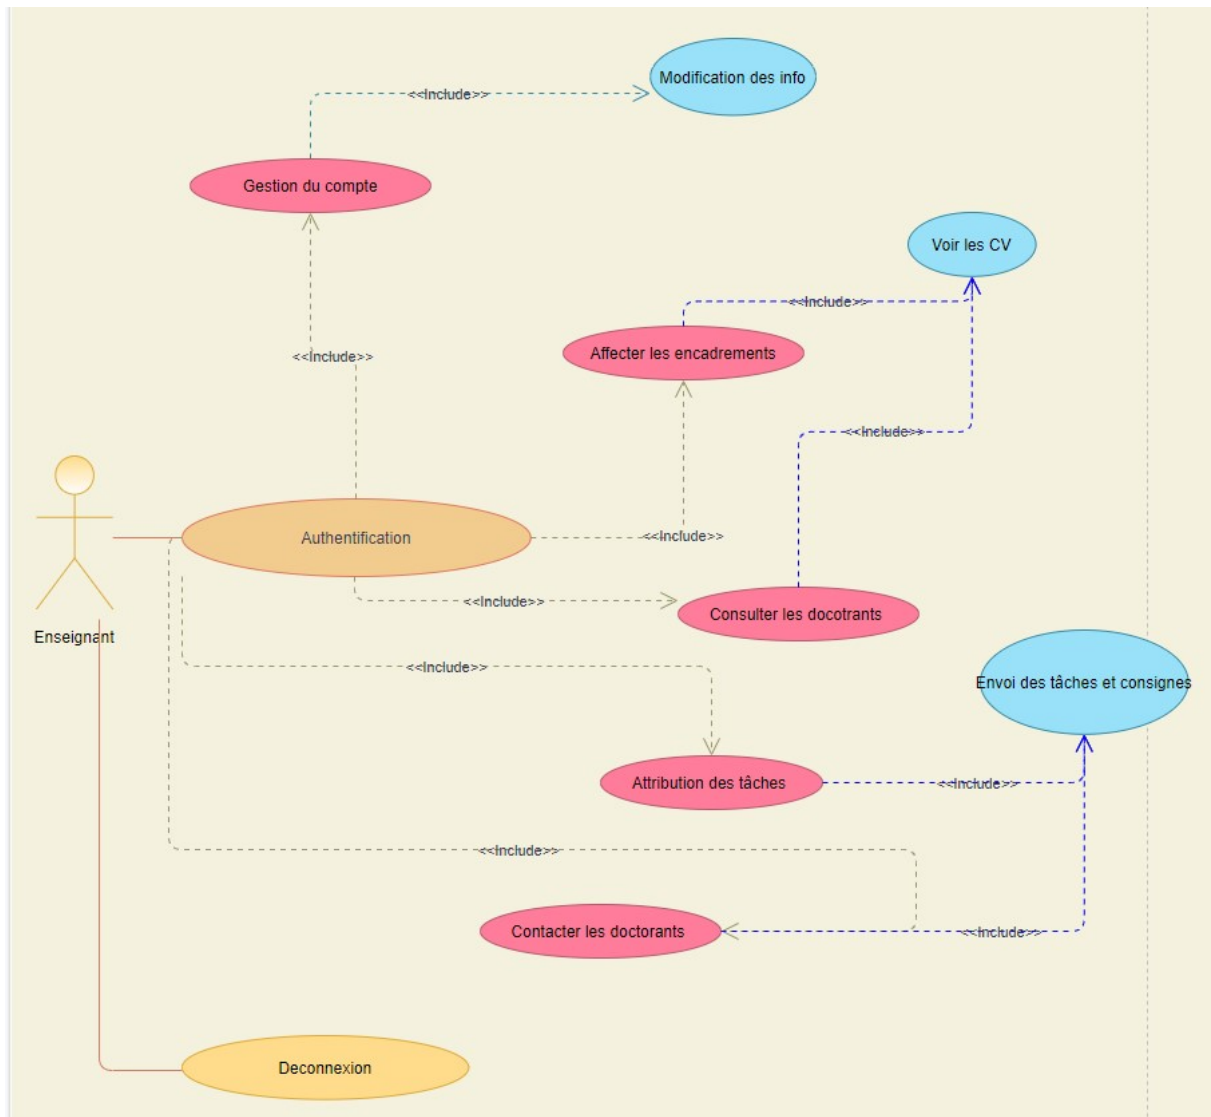 Modification des info
<<Include>>
Gestion du compte
Voir les CV
<<Include>>
Affecter les encadrements
<<Include>>
<<Include>>
Authentification
<<Include>>
<<Include>>
Consulter les docotrants
Enseignant
<<Include>>
Envoi des tâches et consignes
Attribution des tâches
<<Include>>
<<Include>>
Contacter les doctorants
<<Include>>
Deconnexion